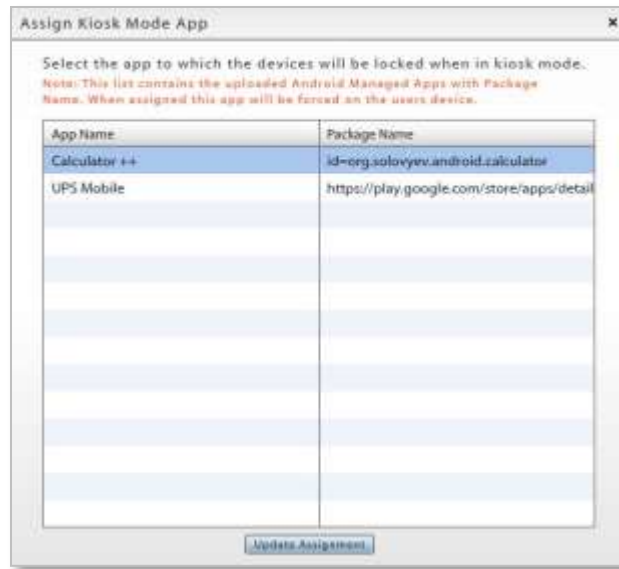 Assign Kiosk Mode App
×
Select the app to which the devices will be locked when in kiosk mode.
Note: This list contains the uploaded Android Managed Apps with Package
Name. When assigned this app will be forced on the users device.
App Name Package Name
Calculator ++ id=org.solovyev.android.calculator
UPS Mobile https://play.google.com/store/apps/detail
Update Assignment